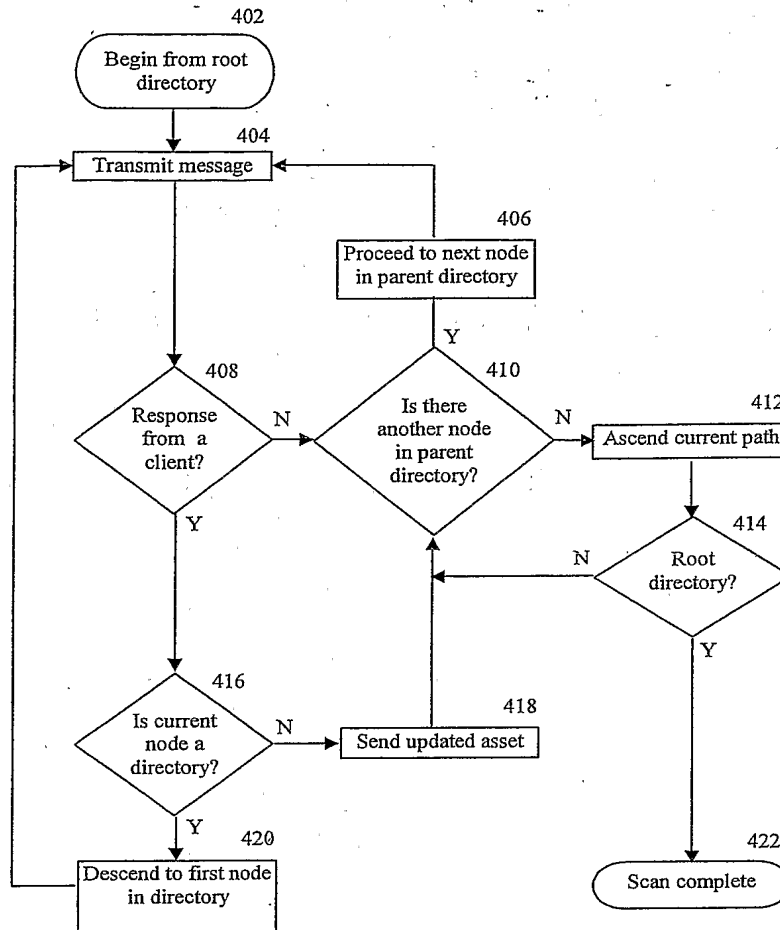 402
Begin from root
directory
404
Transmit message
406
Proceed to next node
in parent directory
Y
408
Response
from a
client?
N
410
Is there
another node
in parent
directory?
N
412
Ascend current path
Y
414
Root
directory?
N
Y
416
Is current
node a
directory?
N
418
Send updated asset
Y
420
Descend to first node
in directory
422
Scan complete